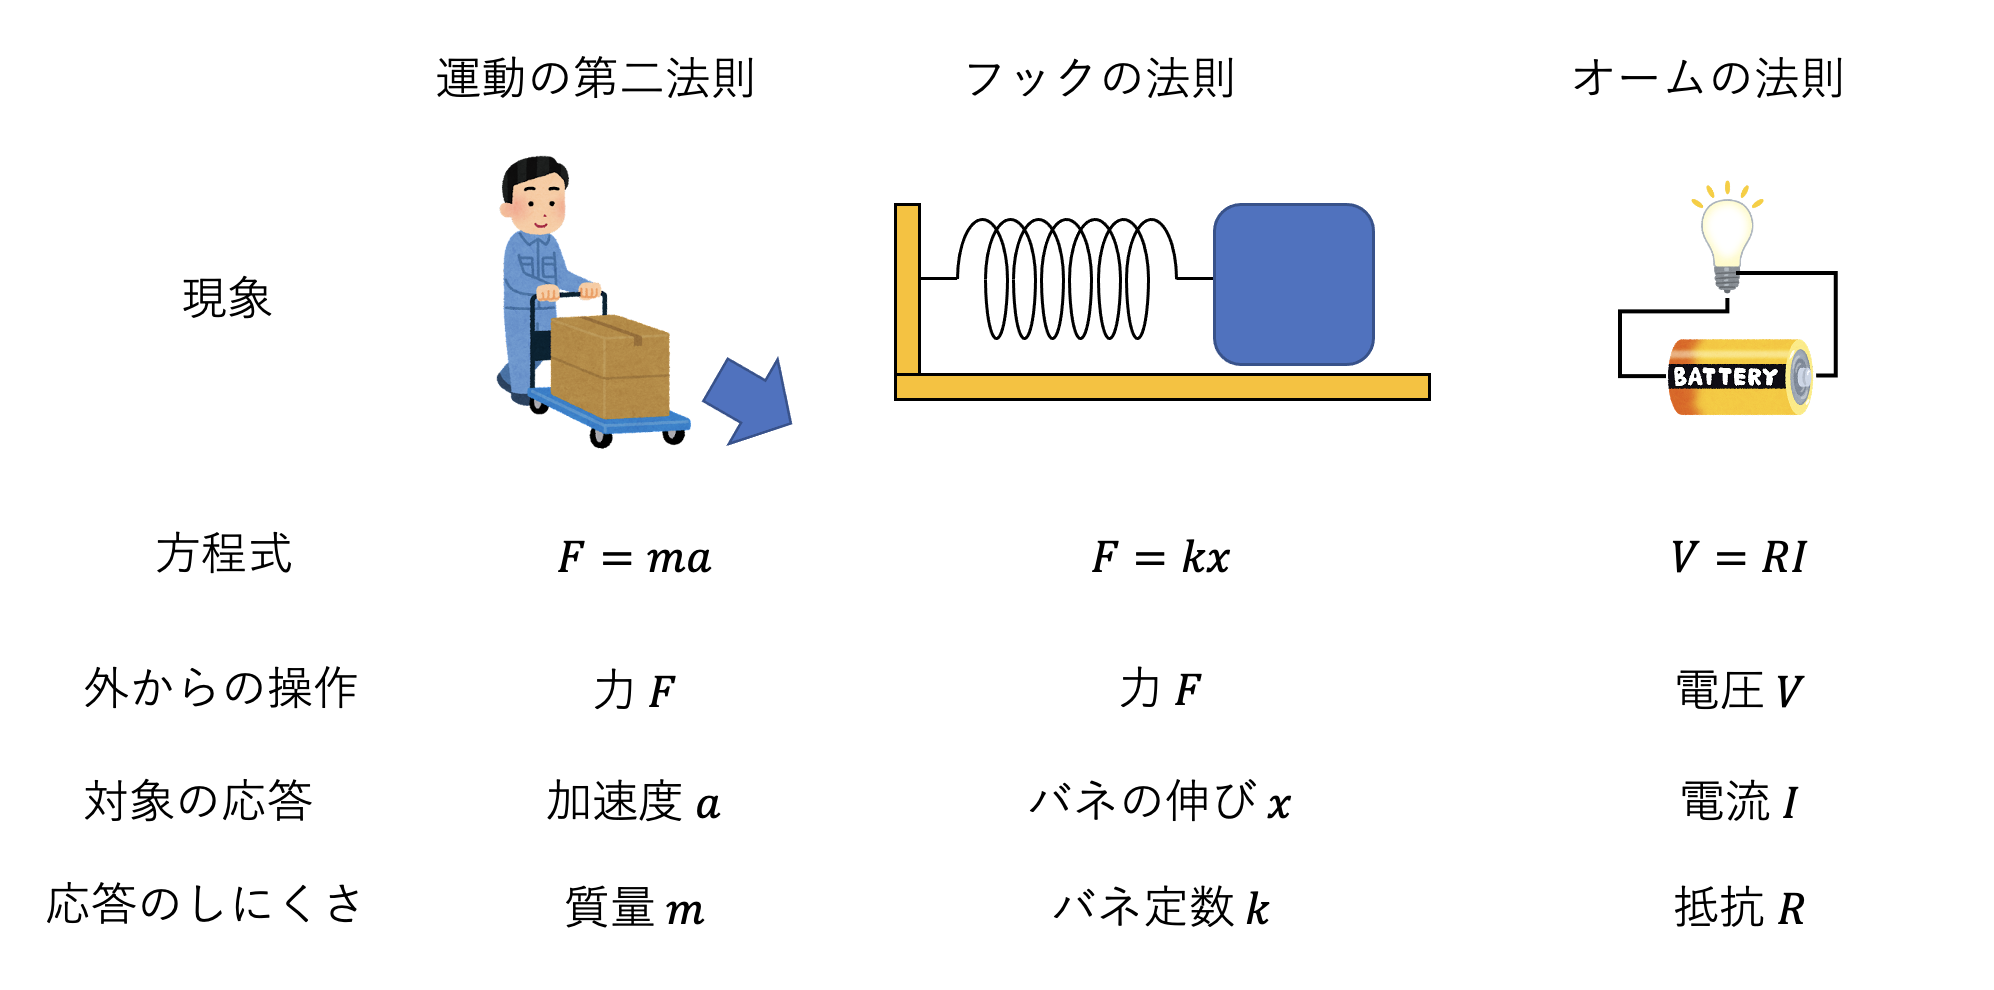 運動の第二法則 フックの法則 オームの法則
現象
BATTERY
方程式 F = ma F = kx V = RI
外からの操作 力 F 力 F 電圧 V
対象の応答 加速度 a バネの伸び x 電流 I
応答のしにくさ 質量 m バネ定数 k 抵抗 R